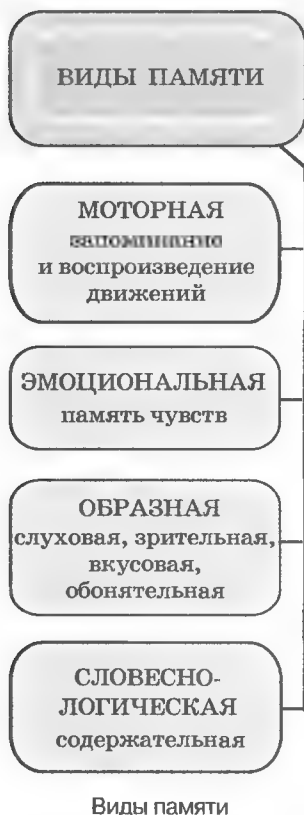 ВИДЫ ПАМЯТИ
МОТОРНАЯ
запоминание
и воспроизведение
движений
ЭМОЦИОНАЛЬНАЯ
память чувств
ОБРАЗНАЯ
слуховая, зрительная,
вкусовая,
обонятельная
СЛОВЕСНО-
ЛОГИЧЕСКАЯ
содержательная
Виды памяти